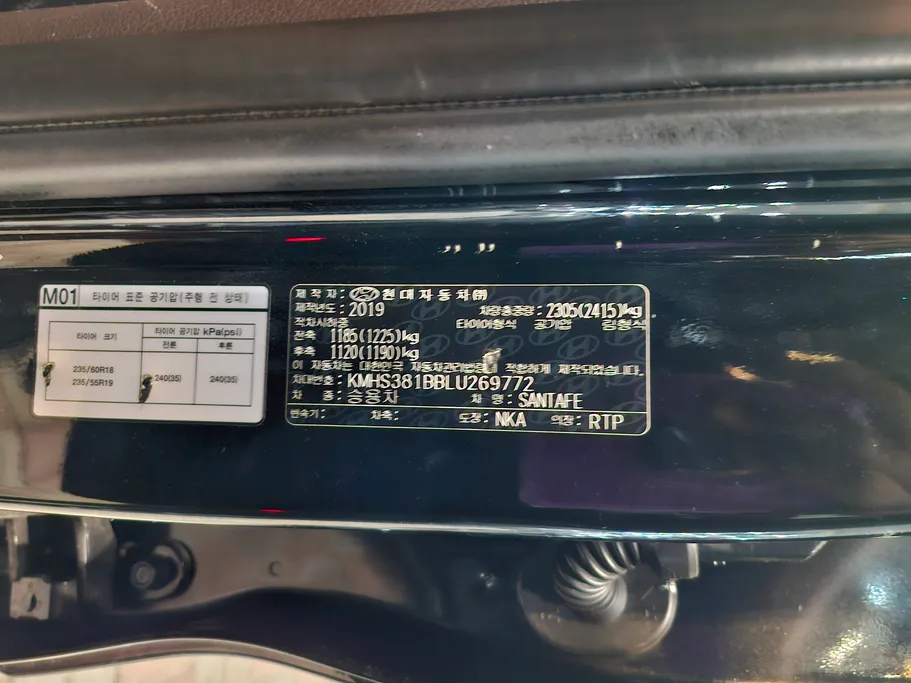 M01 타이어 표준 공기압(주행 전 상태)
타이어 크기 타이어 공기압 kPa(psi)
전륜 후륜
235/60R18
235/55R19
240(35) 240(35)
제 작 자: 현대자동차㈜
제작년도: 2019 차량총중량: 2305(2415)kg
적차시하중 타이어형식 공기압 림형식
전축 1185(1225)kg
후축 1120(1190)kg
이 자동차는 대한민국 자동차관리법령에 적합하게 제작되었습니다.
차대번호: KMHS381BBLU269772
차 종: 승용차 차 명: SANTAFE
변속기: 차축: 도장: NKA 의장: RTP